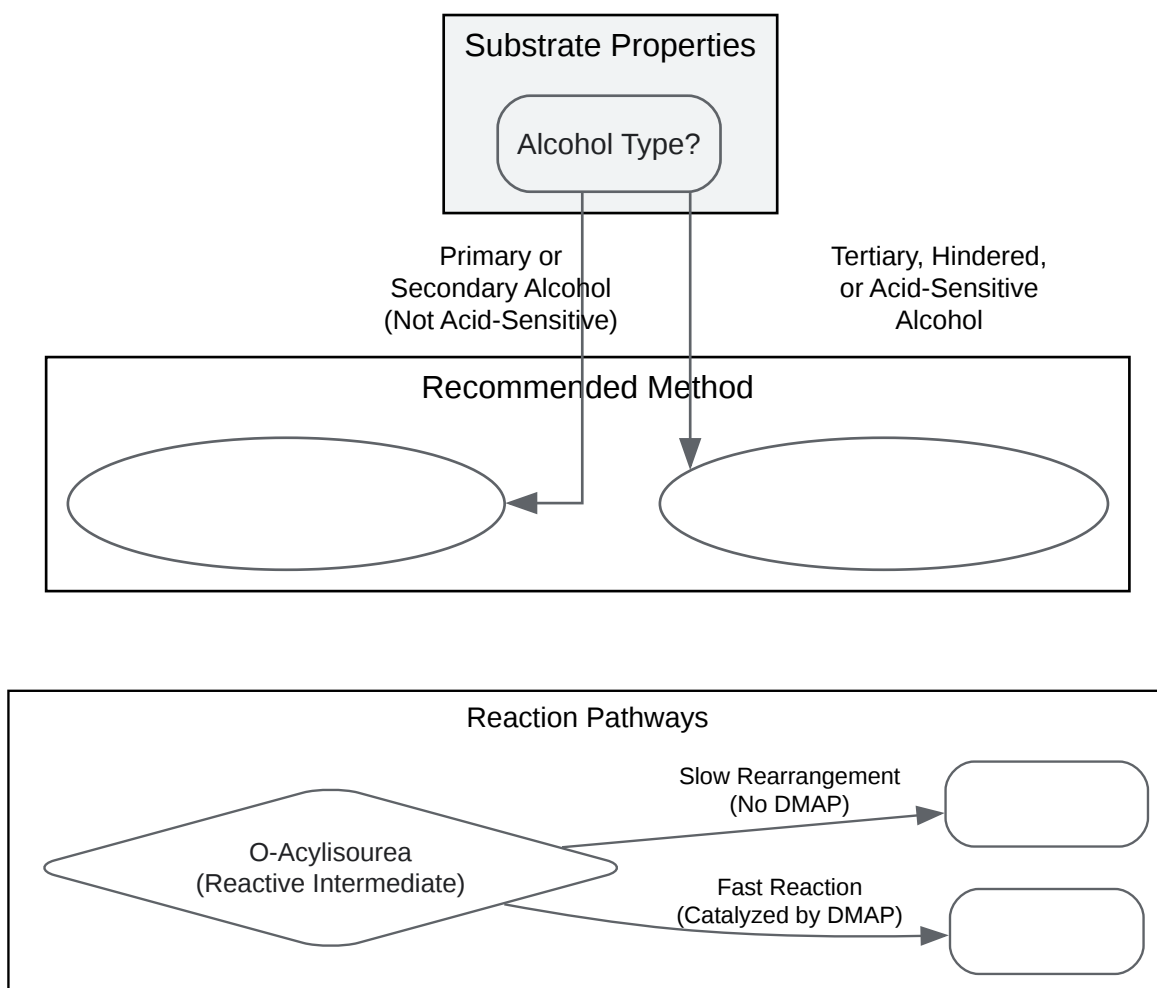 Substrate Properties
Alcohol Type?
Primary or
Secondary Alcohol
(Not Acid-Sensitive)
Tertiary, Hindered,
or Acid-Sensitive
Alcohol
Recommended Method
Reaction Pathways
Slow Rearrangement
(No DMAP)
O-Acylisourea
(Reactive Intermediate)
Fast Reaction
(Catalyzed by DMAP)